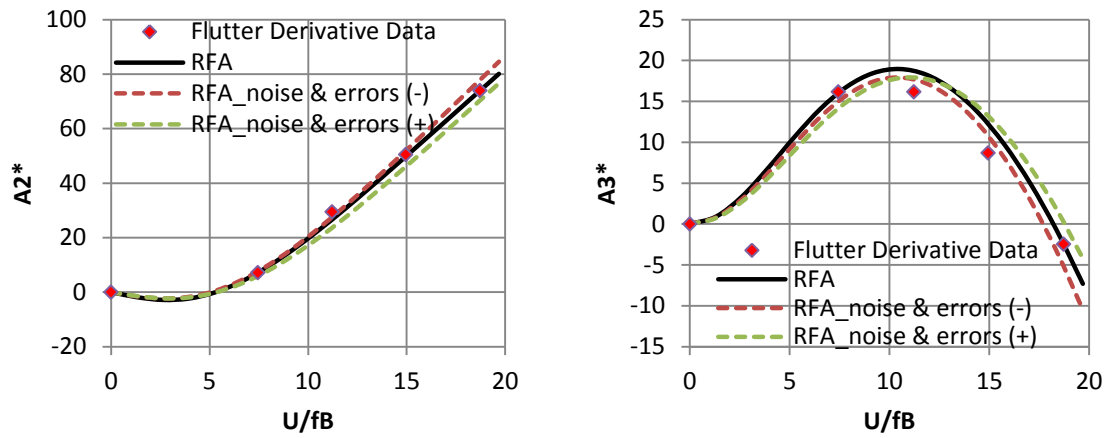 100
80
60
40
20
0
-20
A2*
0
5
10
15
20
U/fB
Flutter Derivative Data
RFA
RFA_noise & errors (-)
RFA_noise & errors (+)
25
20
15
10
5
0
-5
-10
-15
A3*
0
5
10
15
20
U/fB
Flutter Derivative Data
RFA
RFA_noise & errors (-)
RFA_noise & errors (+)